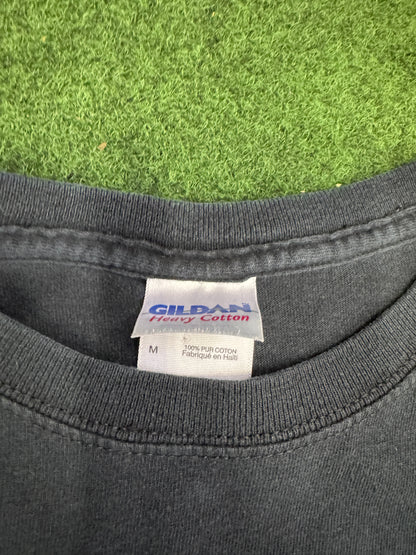 GILDAN
Heavy Cotton
M
100% PUR COTON
Fabriqué en Haïti